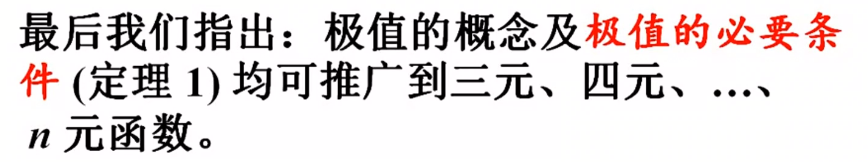 最后我们指出：极值的概念及极值的必要条
件 (定理 1) 均可推广到三元、四元、…、
n 元函数。